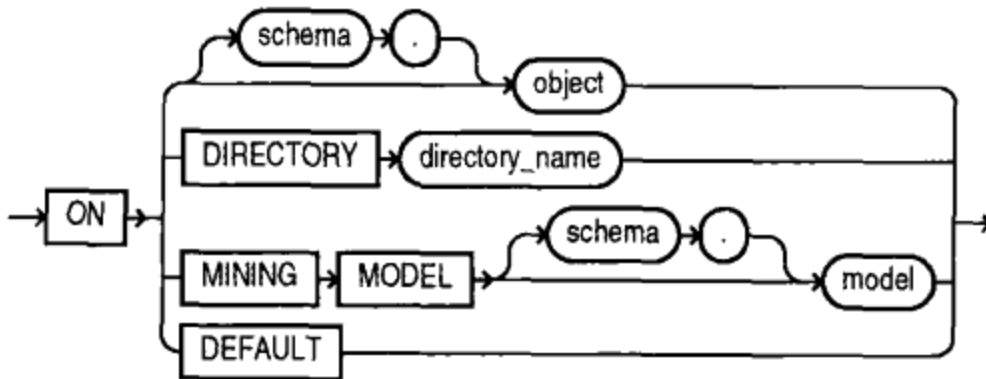 schema .
object
DIRECTORY directory_name
ON
schema .
MINING MODEL model
DEFAULT